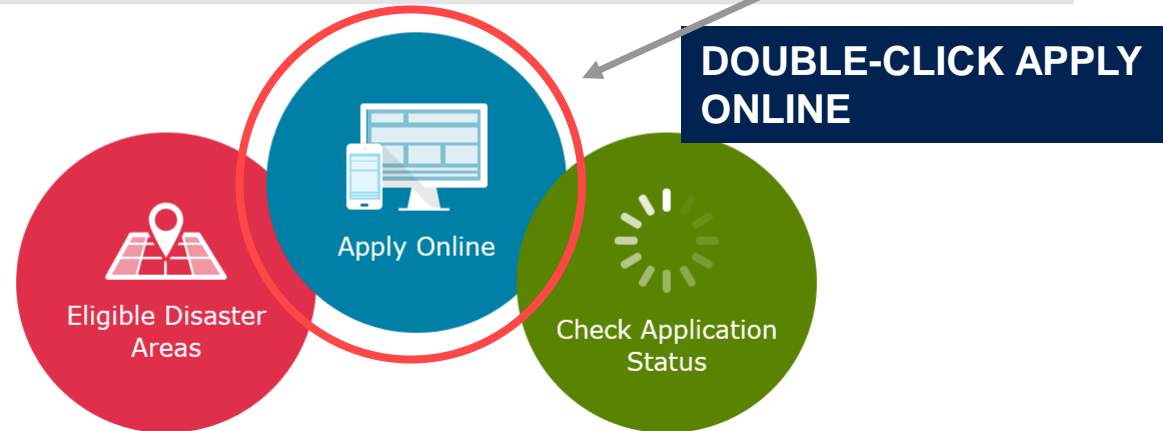 DOUBLE-CLICK APPLY
ONLINE
Apply Online
Eligible Disaster
Areas
Check Application
Status